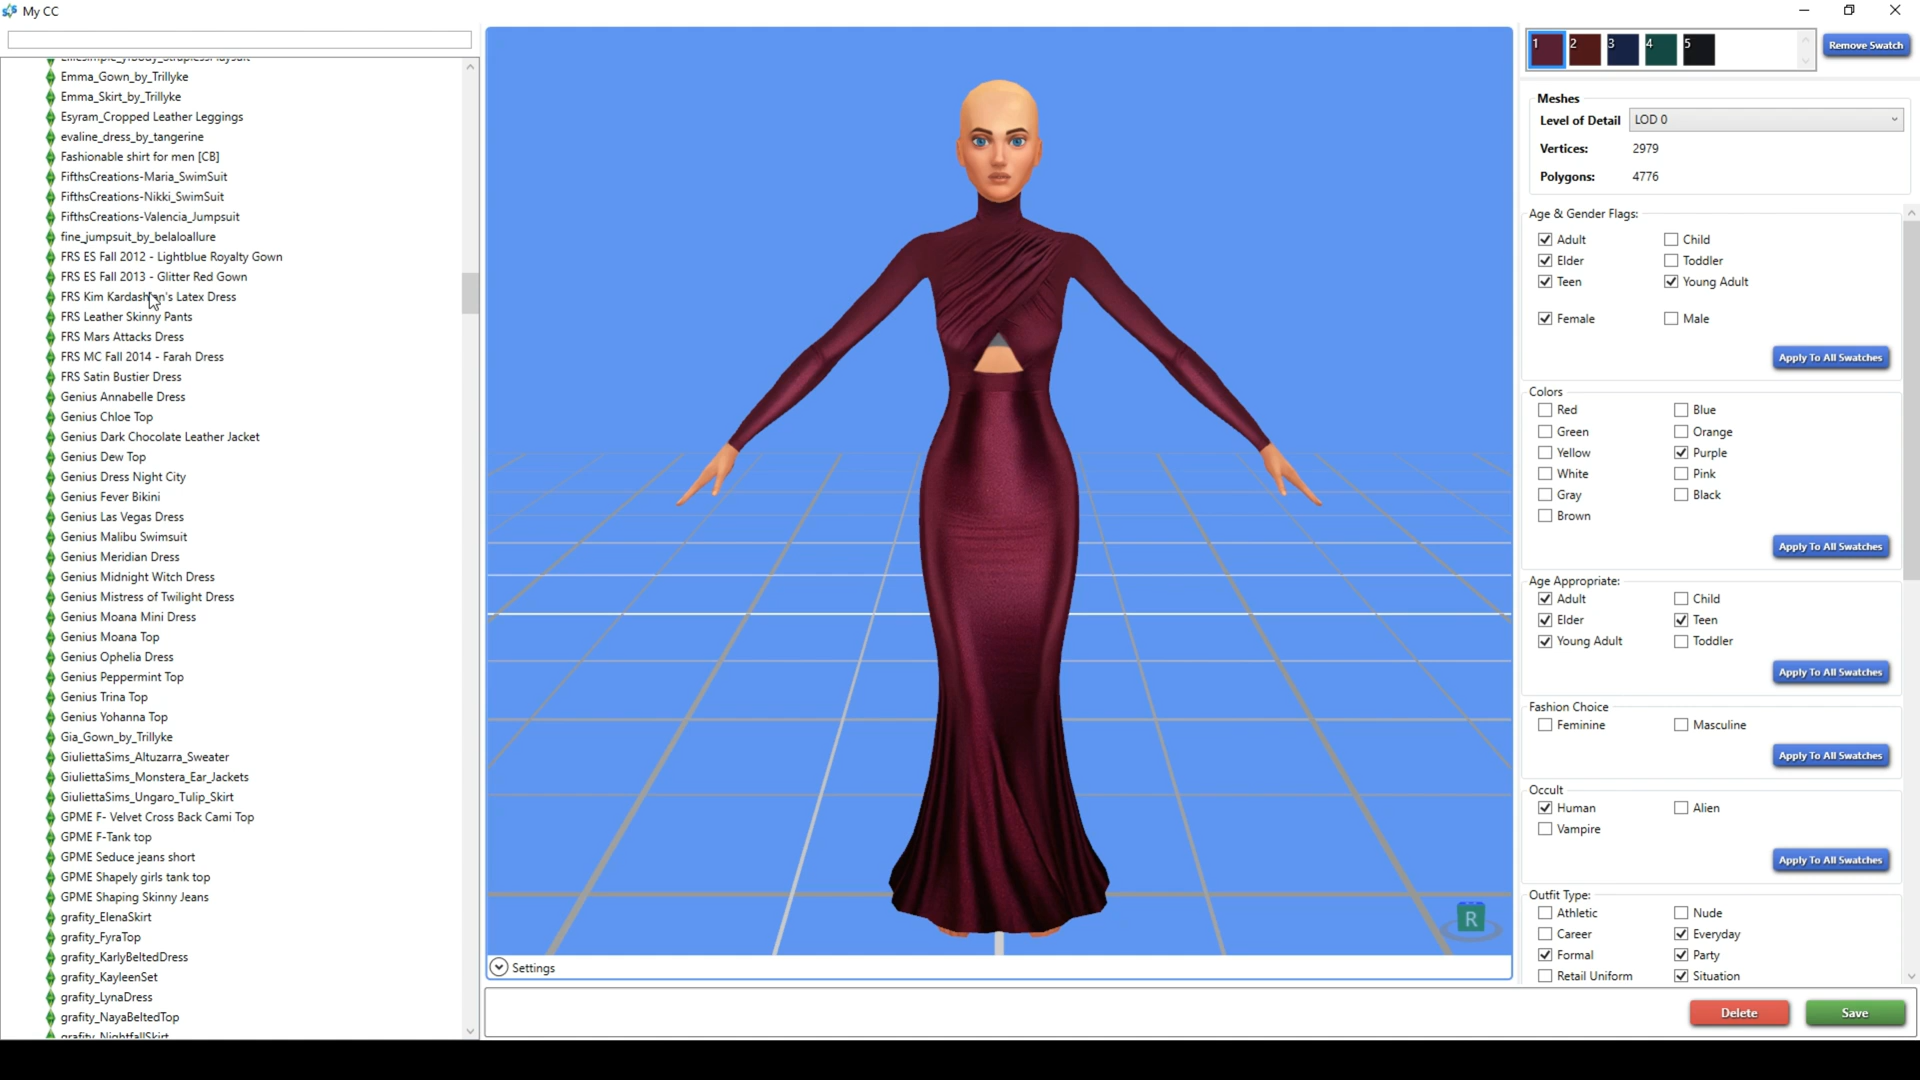 My CC
Emma_Gown_by_Trillyke
Emma_Skirt_by_Trillyke
Esyram_Cropped Leather Leggings
evaline_dress_by_tangerine
Fashionable shirt for men [CB]
FifthsCreations-Maria_SwimSuit
FifthsCreations-Nikki_SwimSuit
FifthsCreations-Valencia_Jumpsuit
fine_jumpsuit_by_belaloallure
FRS ES Fall 2012 - Lightblue Royalty Gown
FRS ES Fall 2013 - Glitter Red Gown
FRS Kim Kardashian's Latex Dress
FRS Leather Skinny Pants
FRS Mars Attacks Dress
FRS MC Fall 2014 - Farah Dress
FRS Satin Bustier Dress
Genius Annabelle Dress
Genius Chloe Top
Genius Dark Chocolate Leather Jacket
Genius Dew Top
Genius Dress Night City
Genius Fever Bikini
Genius Las Vegas Dress
Genius Malibu Swimsuit
Genius Meridian Dress
Genius Midnight Witch Dress
Genius Mistress of Twilight Dress
Genius Moana Mini Dress
Genius Moana Top
Genius Ophelia Dress
Genius Peppermint Top
Genius Trina Top
Genius Yohanna Top
Gia_Gown_by_Trillyke
GiuliettaSims_Altuzarra_Sweater
GiuliettaSims_Monstera_Ear_Jackets
GiuliettaSims_Ungaro_Tulip_Skirt
GPME F- Velvet Cross Back Cami Top
GPME F-Tank top
GPME Seduce jeans short
GPME Shapely girls tank top
GPME Shaping Skinny Jeans
grafity_ElenaSkirt
grafity_FyraTop
grafity_KarlyBeltedDress
grafity_KayleenSet
grafity_LynaDress
grafity_NayaBeltedTop
grafity_NightfallSkirt
R
Settings
1 2 3 4 5
Remove Swatch
Meshes
Level of Detail LOD 0
Vertices: 2979
Polygons: 4776
Age & Gender Flags:
Adult Child
Elder Toddler
Teen Young Adult
Female Male
Apply To All Swatches
Colors
Red Blue
Green Orange
Yellow Purple
White Pink
Gray Black
Brown
Apply To All Swatches
Age Appropriate:
Adult Child
Elder Teen
Young Adult Toddler
Apply To All Swatches
Fashion Choice
Feminine Masculine
Apply To All Swatches
Occult
Human Alien
Vampire
Apply To All Swatches
Outfit Type:
Athletic Nude
Career Everyday
Formal Party
Retail Uniform Situation
Delete Save